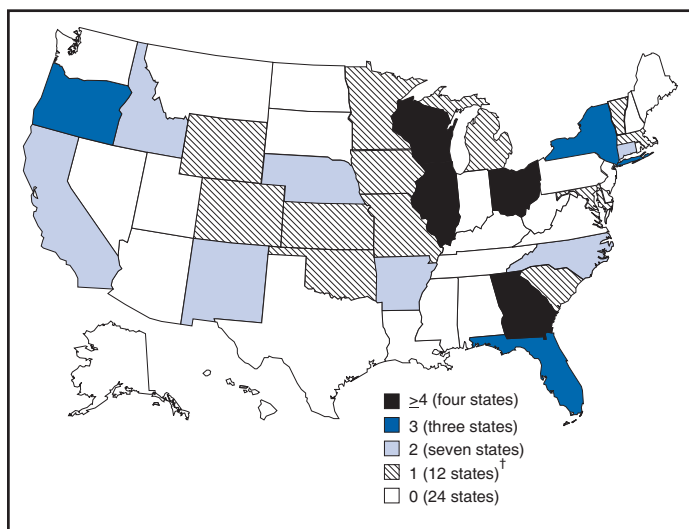 ≥4 (four states)
3 (three states)
2 (seven states)
1 (12 states)†
0 (24 states)